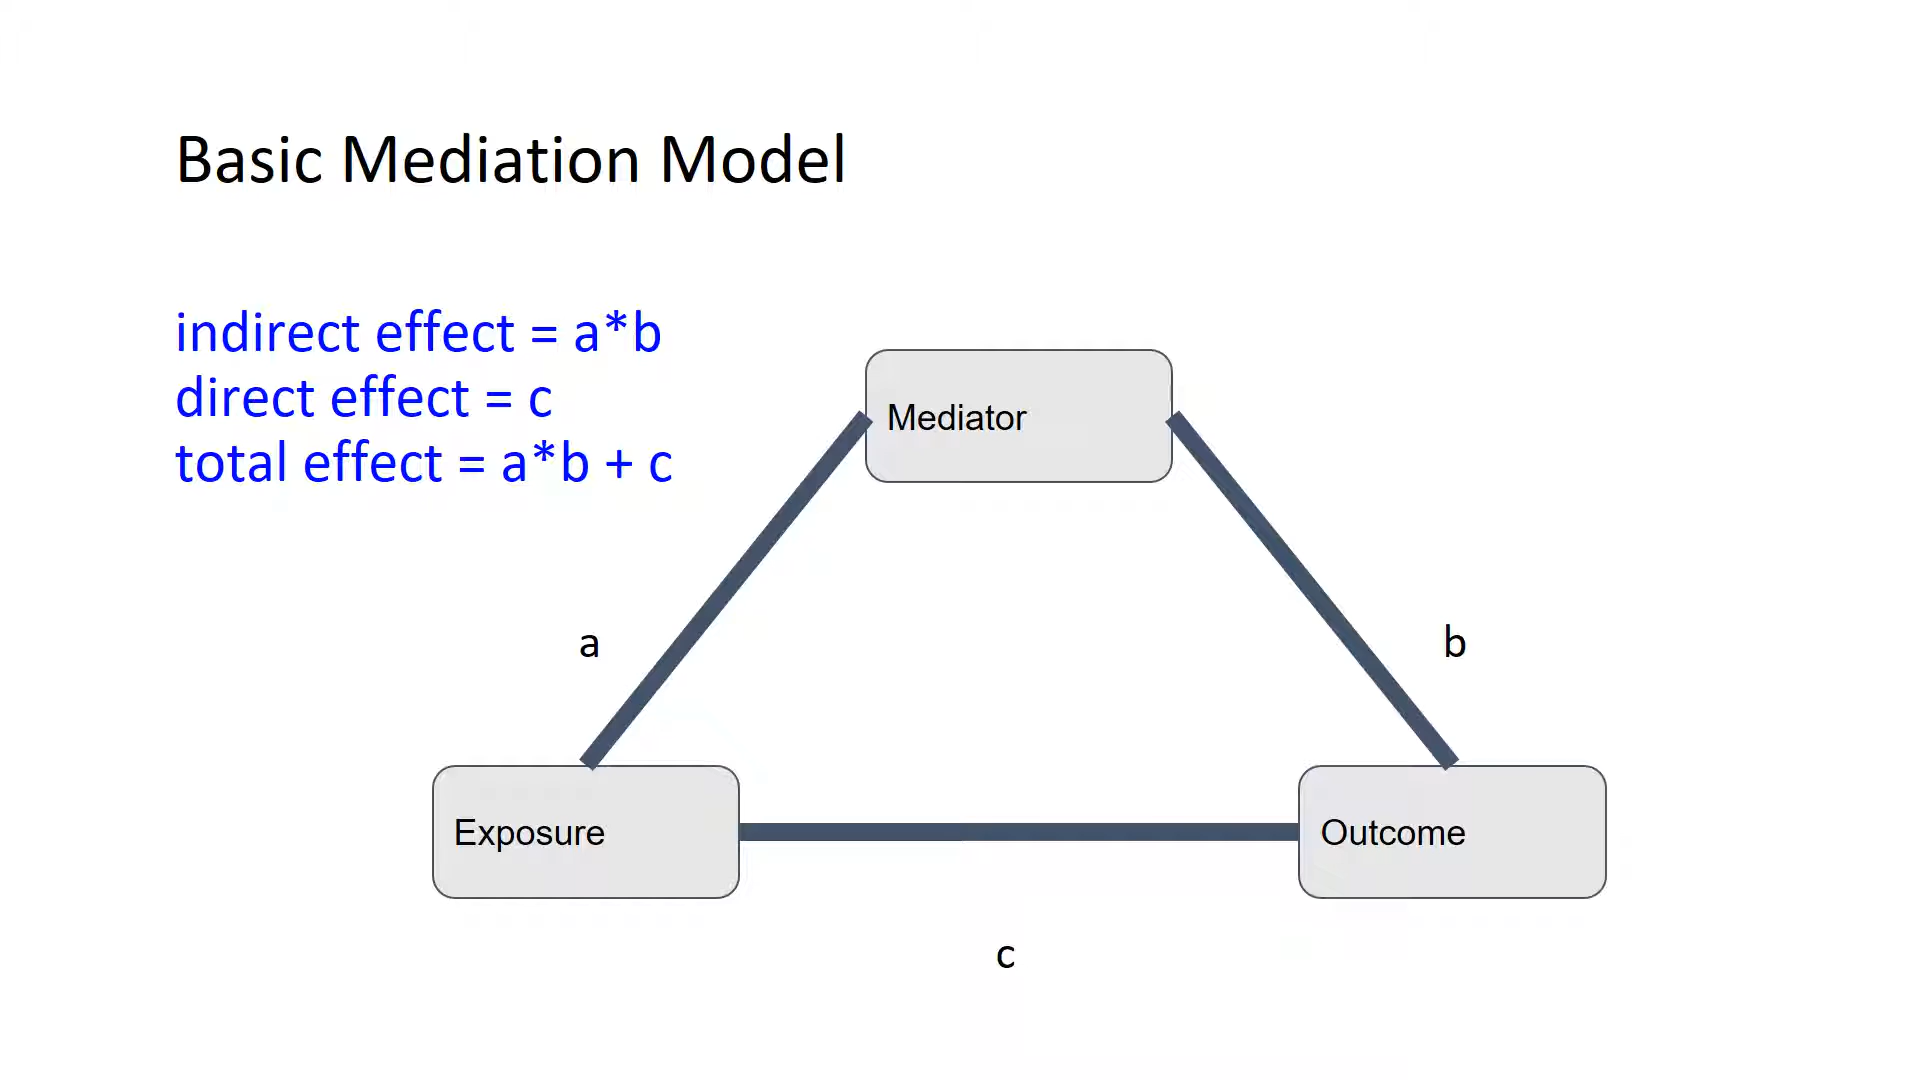 Basic Mediation Model
indirect effect = a*b
direct effect = c
total effect = a*b + c
Mediator
a
b
Exposure
Outcome
c